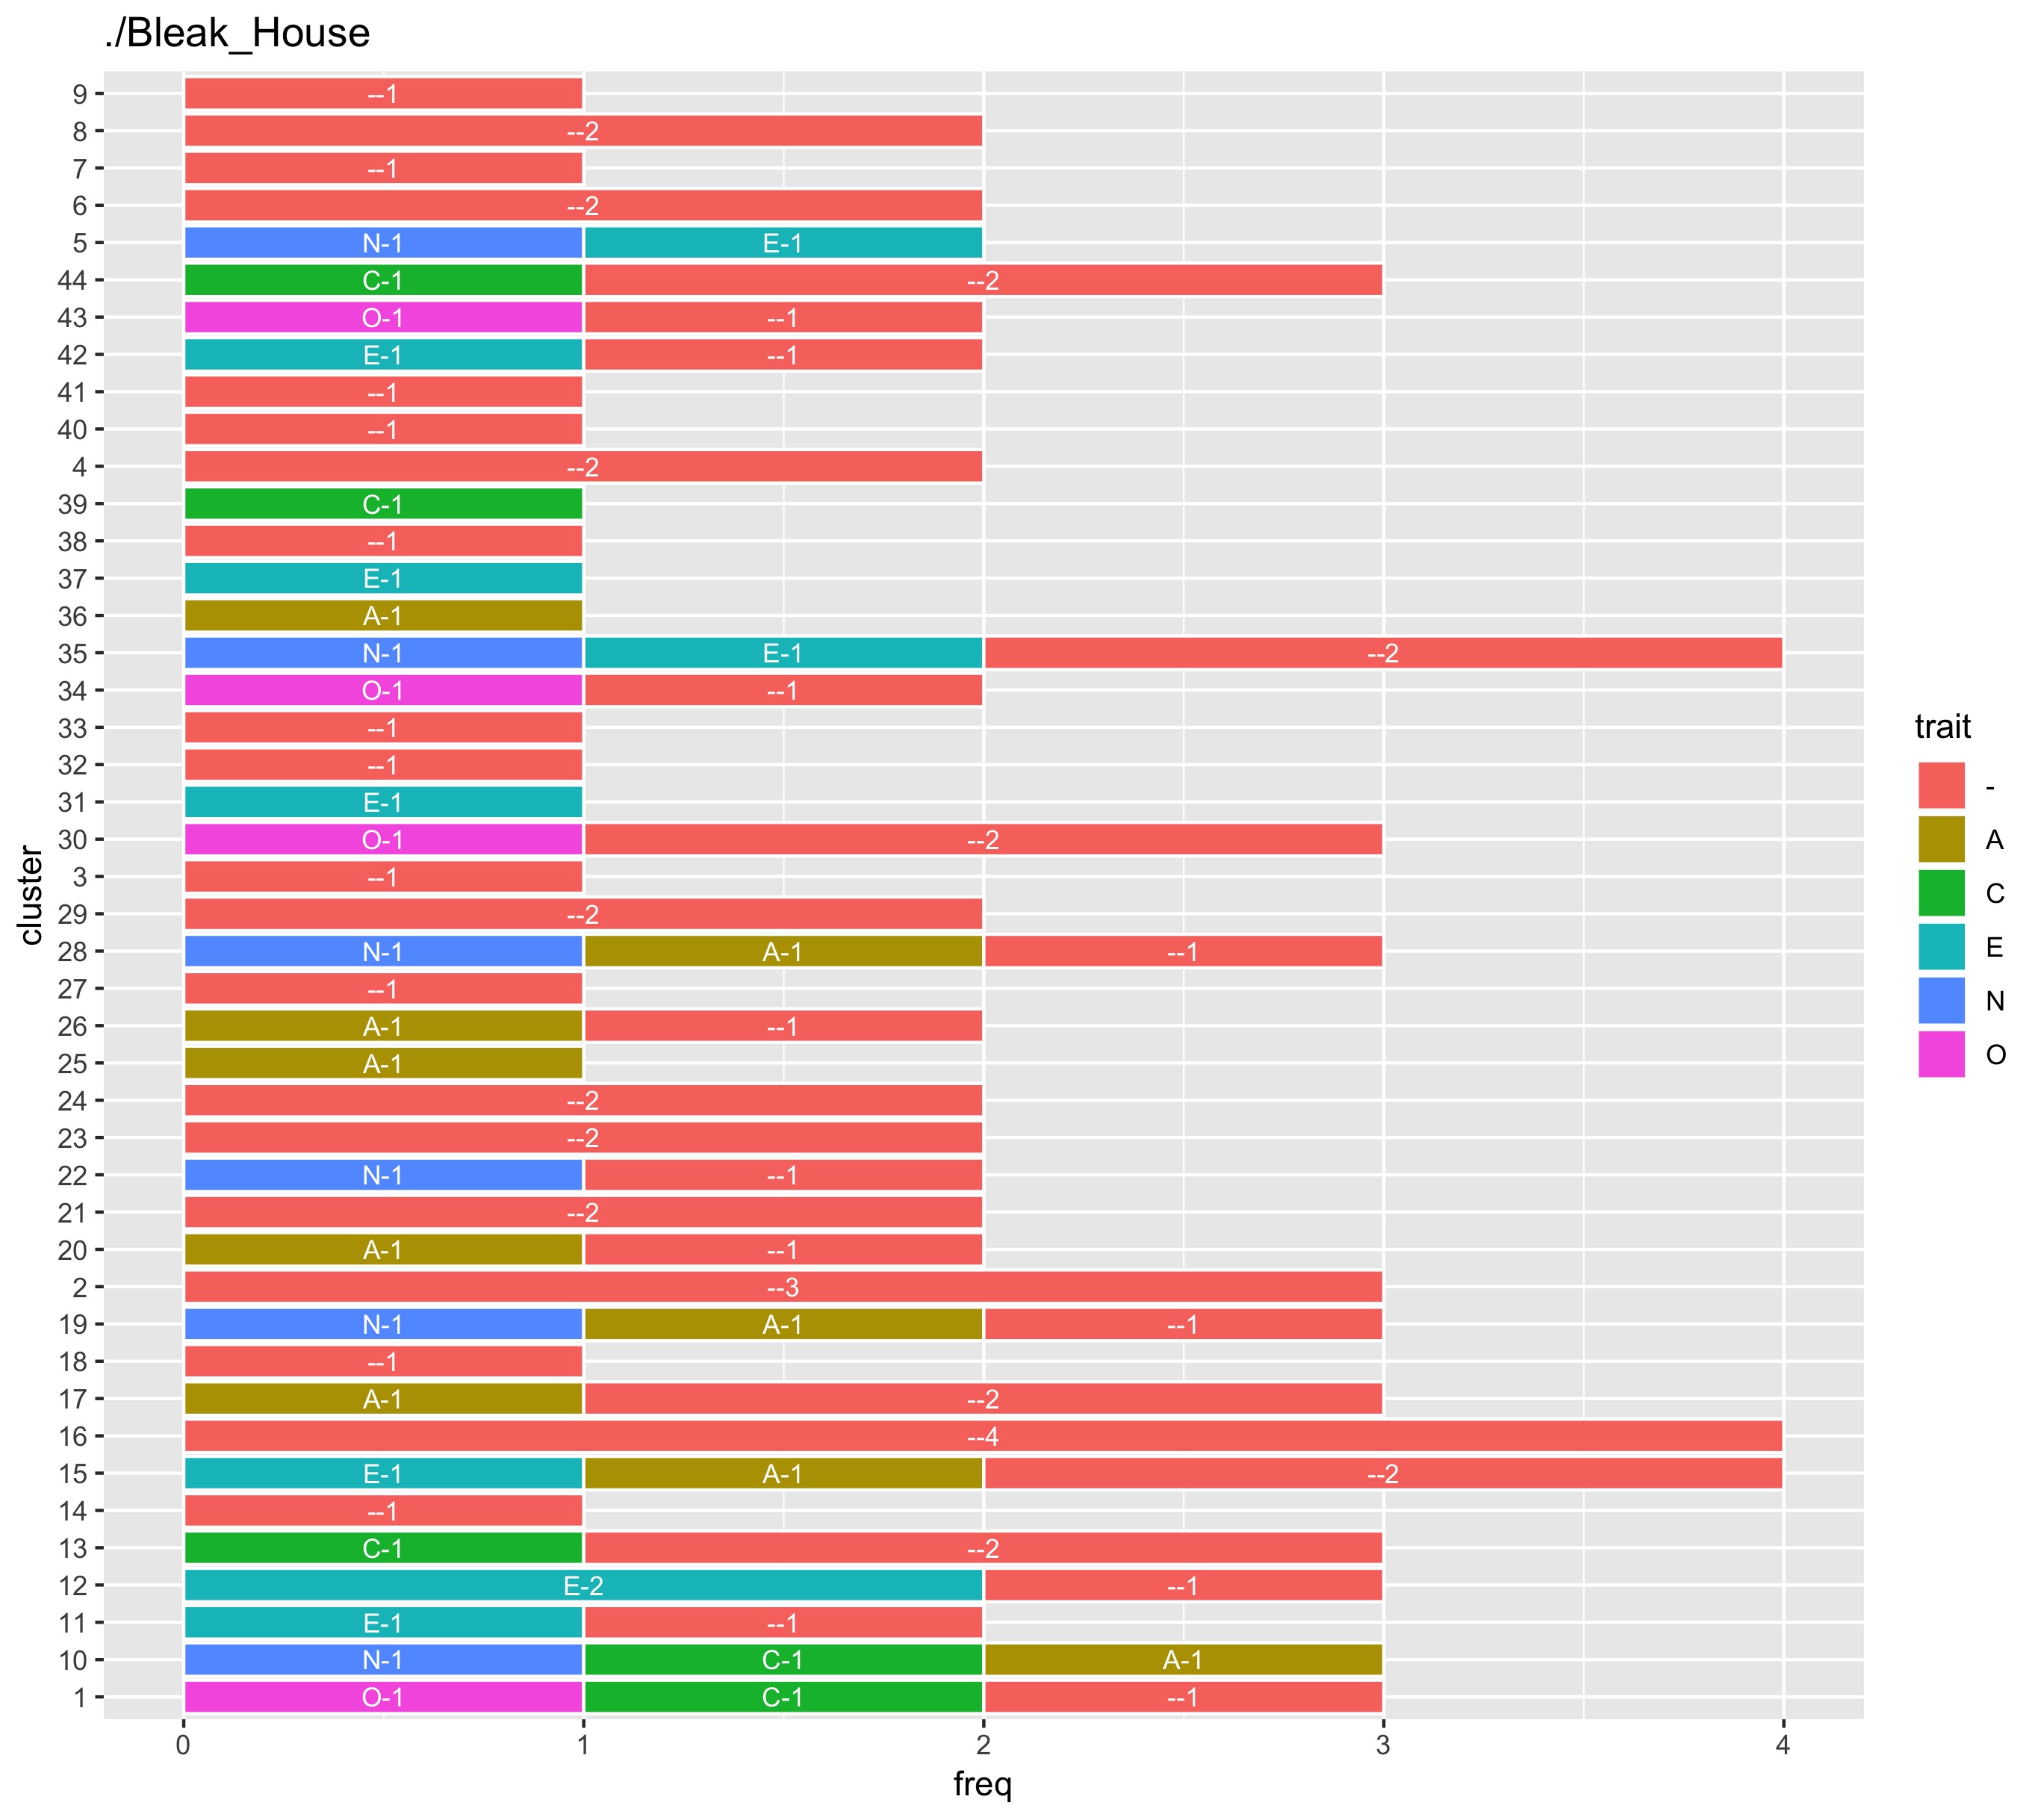 ./Bleak_House
9 --1
8 --2
7 --1
6 --2
5 N-1 E-1
44 C-1 --2
43 O-1 --1
42 E-1 --1
41 --1
40 --1
4 --2
39 C-1
38 --1
37 E-1
36 A-1
35 N-1 E-1 --2
34 O-1 --1
33 --1
32 --1
31 E-1
30 O-1 --2
3 --1
29 --2
28 N-1 A-1 --1
27 --1
26 A-1 --1
25 A-1
24 --2
23 --2
22 N-1 --1
21 --2
20 A-1 --1
2 --3
19 N-1 A-1 --1
18 --1
17 A-1 --2
16 --4
15 E-1 A-1 --2
14 --1
13 C-1 --2
12 E-2 --1
11 E-1 --1
10 N-1 C-1 A-1
1 O-1 C-1 --1
0 1 2 3 4
freq
cluster
trait
-
A
C
E
N
O